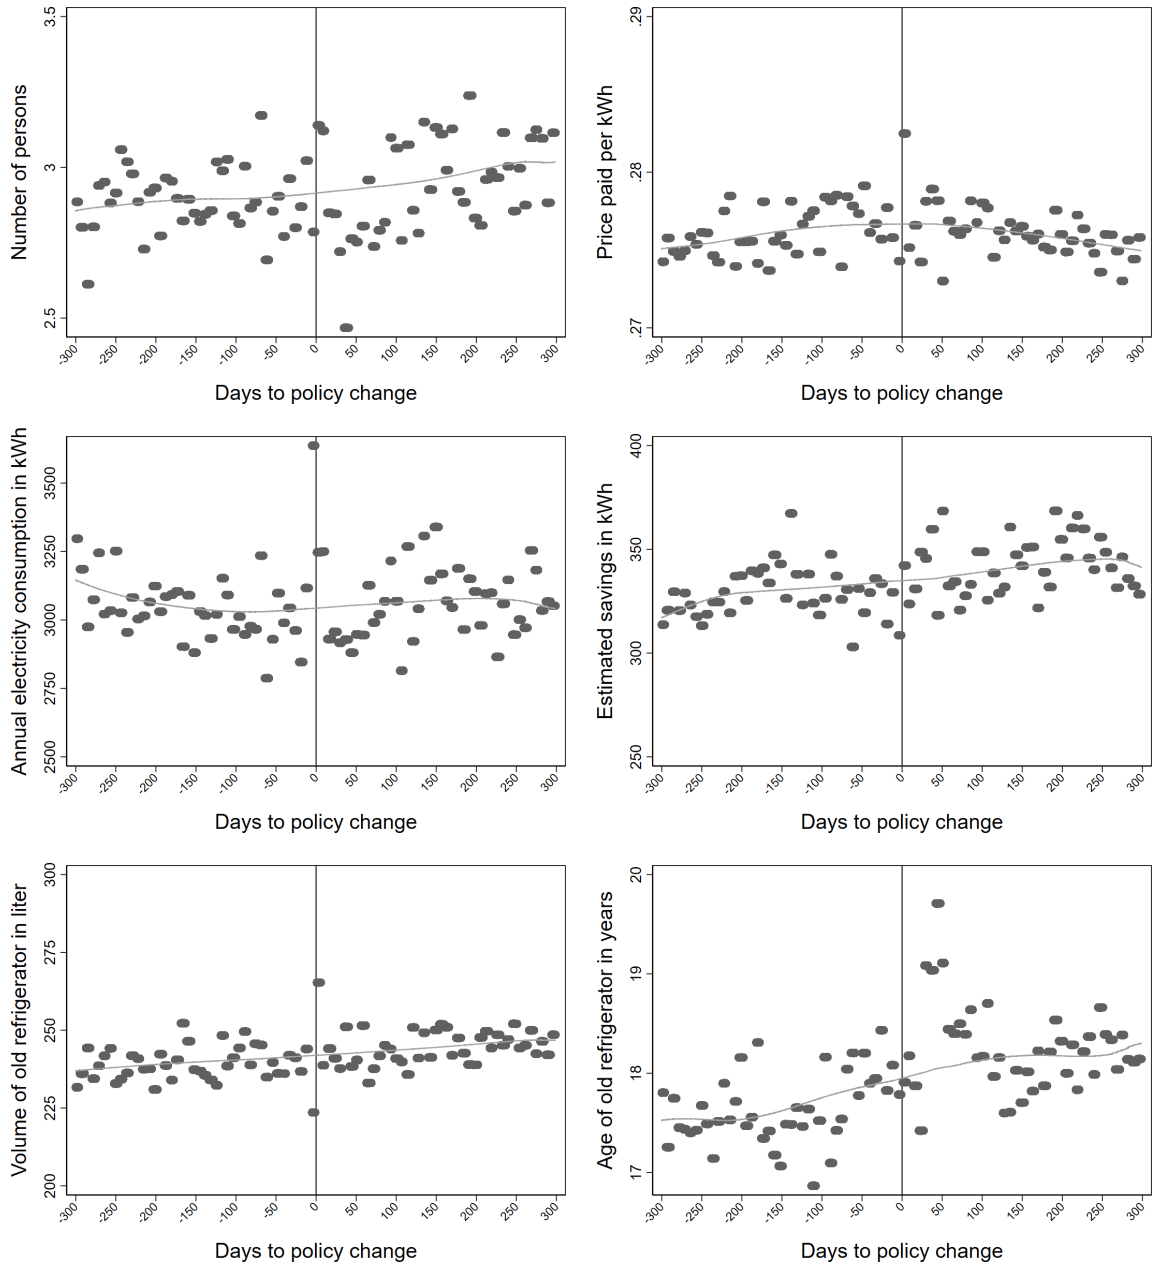 Number of persons
3.5
3
2.5
-300 -250 -200 -150 -100 -50 0 50 100 150 200 250 300
Days to policy change
Price paid per kWh
.29
.28
.27
-300 -250 -200 -150 -100 -50 0 50 100 150 200 250 300
Days to policy change
Annual electricity consumption in kWh
3500
3250
3000
2750
2500
-300 -250 -200 -150 -100 -50 0 50 100 150 200 250 300
Days to policy change
Estimated savings in kWh
400
350
300
250
-300 -250 -200 -150 -100 -50 0 50 100 150 200 250 300
Days to policy change
Volume of old refrigerator in liter
300
275
250
225
200
-300 -250 -200 -150 -100 -50 0 50 100 150 200 250 300
Days to policy change
Age of old refrigerator in years
20
19
18
17
-300 -250 -200 -150 -100 -50 0 50 100 150 200 250 300
Days to policy change